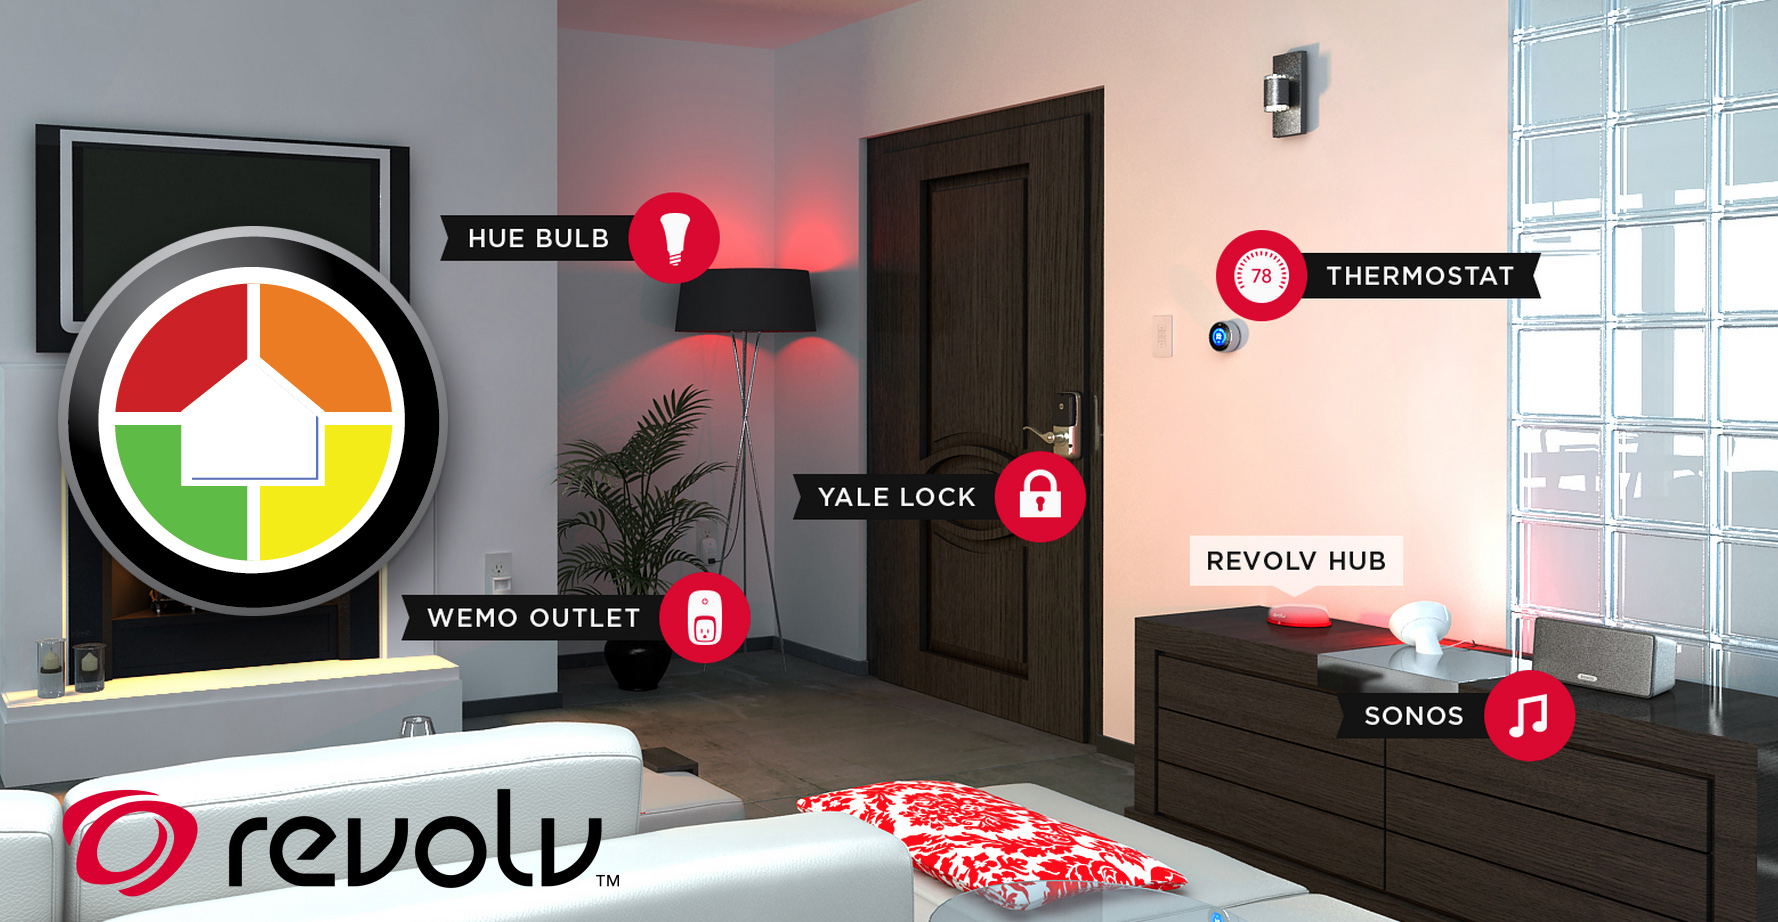 HUE BULB
78
THERMOSTAT
YALE LOCK
REVOLV HUB
WEMO OUTLET
SONOS
revolv™